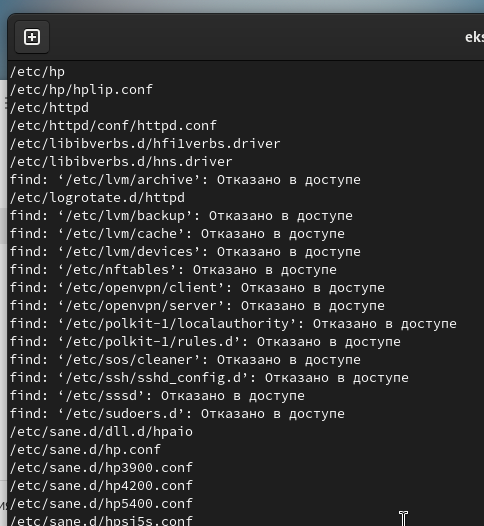 eks
/etc/hp
/etc/hp/hplip.conf
/etc/httpd
/etc/httpd/conf/httpd.conf
/etc/libibverbs.d/hfi1verbs.driver
/etc/libibverbs.d/hns.driver
find: ‘/etc/lvm/archive’: Отказано в доступе
/etc/logrotate.d/httpd
find: ‘/etc/lvm/backup’: Отказано в доступе
find: ‘/etc/lvm/cache’: Отказано в доступе
find: ‘/etc/lvm/devices’: Отказано в доступе
find: ‘/etc/nftables’: Отказано в доступе
find: ‘/etc/openvpn/client’: Отказано в доступе
find: ‘/etc/openvpn/server’: Отказано в доступе
find: ‘/etc/polkit-1/localauthority’: Отказано в доступе
find: ‘/etc/polkit-1/rules.d’: Отказано в доступе
find: ‘/etc/sos/cleaner’: Отказано в доступе
find: ‘/etc/ssh/sshd_config.d’: Отказано в доступе
find: ‘/etc/sssd’: Отказано в доступе
find: ‘/etc/sudoers.d’: Отказано в доступе
/etc/sane.d/dll.d/hpaio
/etc/sane.d/hp.conf
/etc/sane.d/hp3900.conf
/etc/sane.d/hp4200.conf
/etc/sane.d/hp5400.conf
/etc/sane.d/hpsj5s.conf